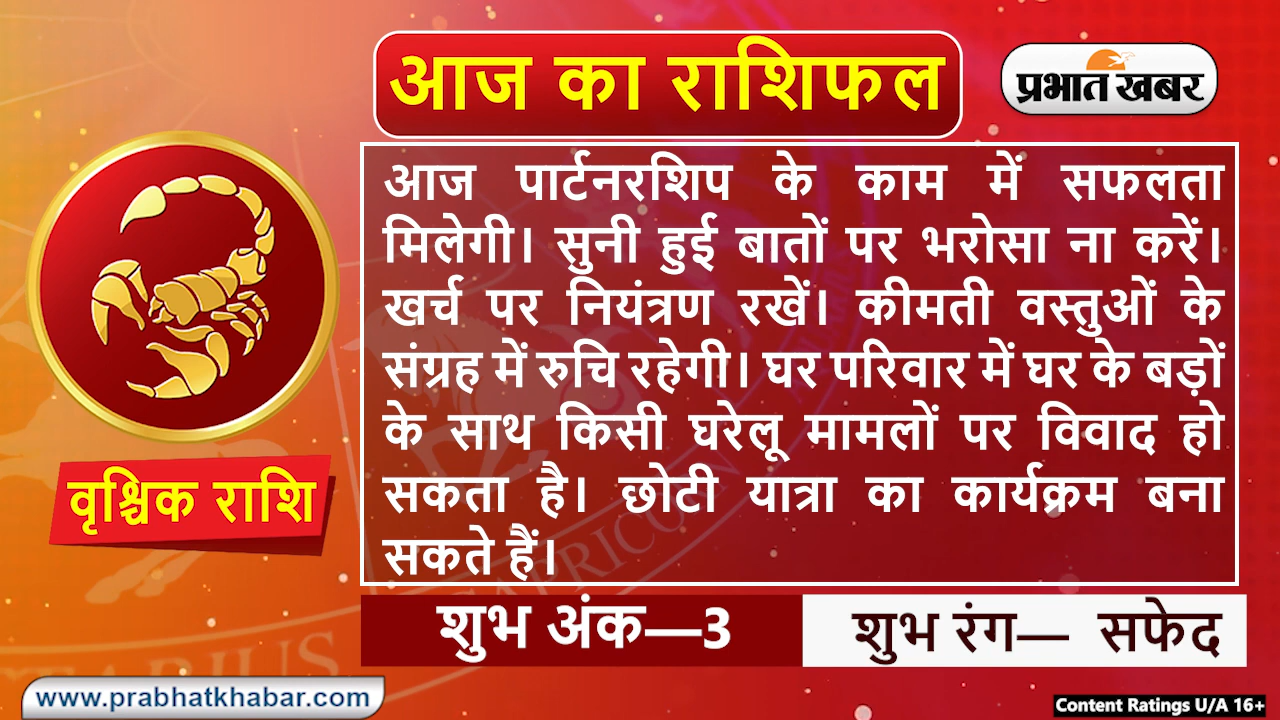 आज का राशिफल
प्रभात खबर
आज पार्टनरशिप के काम में सफलता
मिलेगी। सुनी हुई बातों पर भरोसा ना करें।
खर्च पर नियंत्रण रखें। कीमती वस्तुओं के
संग्रह में रुचि रहेगी। घर परिवार में घर के बड़ों
के साथ किसी घरेलू मामलों पर विवाद हो
सकता है। छोटी यात्रा का कार्यक्रम बना
सकते हैं।
वृश्चिक राशि
शुभ अंक—3
शुभ रंग— सफेद
CAPRICORN
www.prabhatkhabar.com
Content Ratings U/A 16+